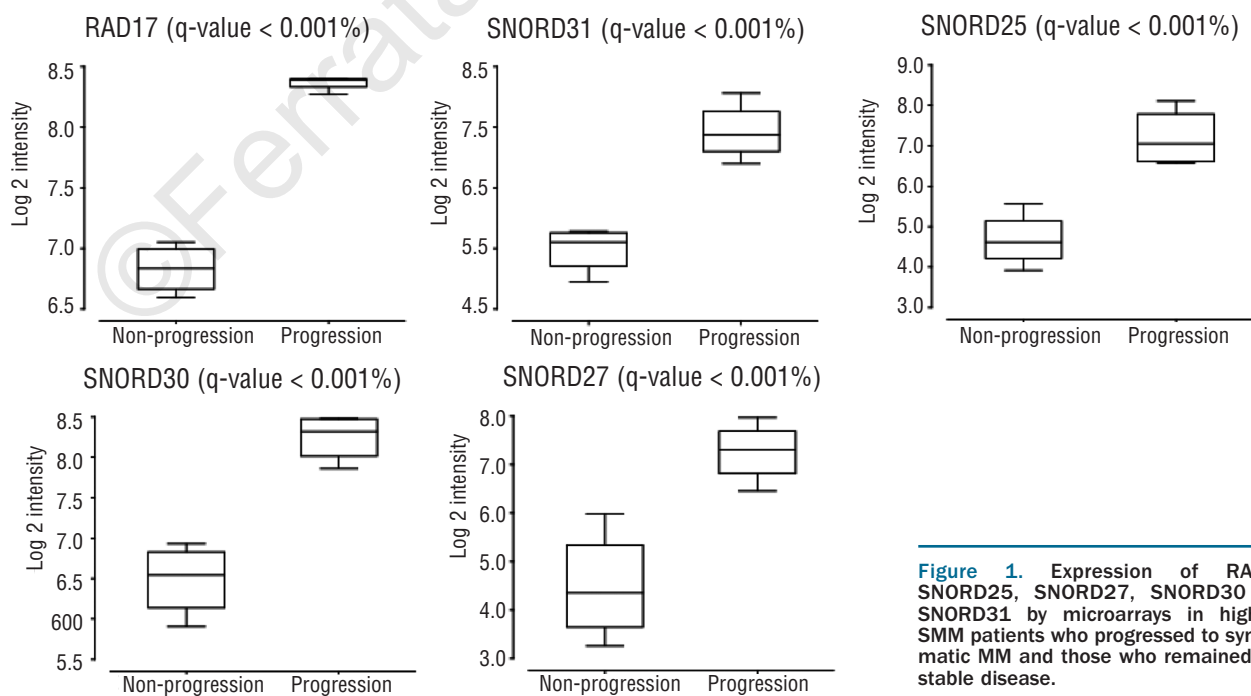 RAD17 (q-value < 0.001%)
Log 2 intensity
8.5
8.0
7.5
7.0
6.5
Non-progression Progression
SNORD31 (q-value < 0.001%)
Log 2 intensity
8.5
7.5
6.5
5.5
4.5
Non-progression Progression
SNORD25 (q-value < 0.001%)
Log 2 intensity
9.0
8.0
7.0
6.0
5.0
4.0
3.0
Non-progression Progression
SNORD30 (q-value < 0.001%)
Log 2 intensity
8.5
8.0
7.5
7.0
6.5
600
5.5
Non-progression Progression
SNORD27 (q-value < 0.001%)
Log 2 intensity
8.0
7.0
6.0
5.0
4.0
3.0
Non-progression Progression
Figure 1. Expression of RA
SNORD25, SNORD27, SNORD30
SNORD31 by microarrays in high
SMM patients who progressed to
matic MM and those who remained
stable disease.
©Ferrata